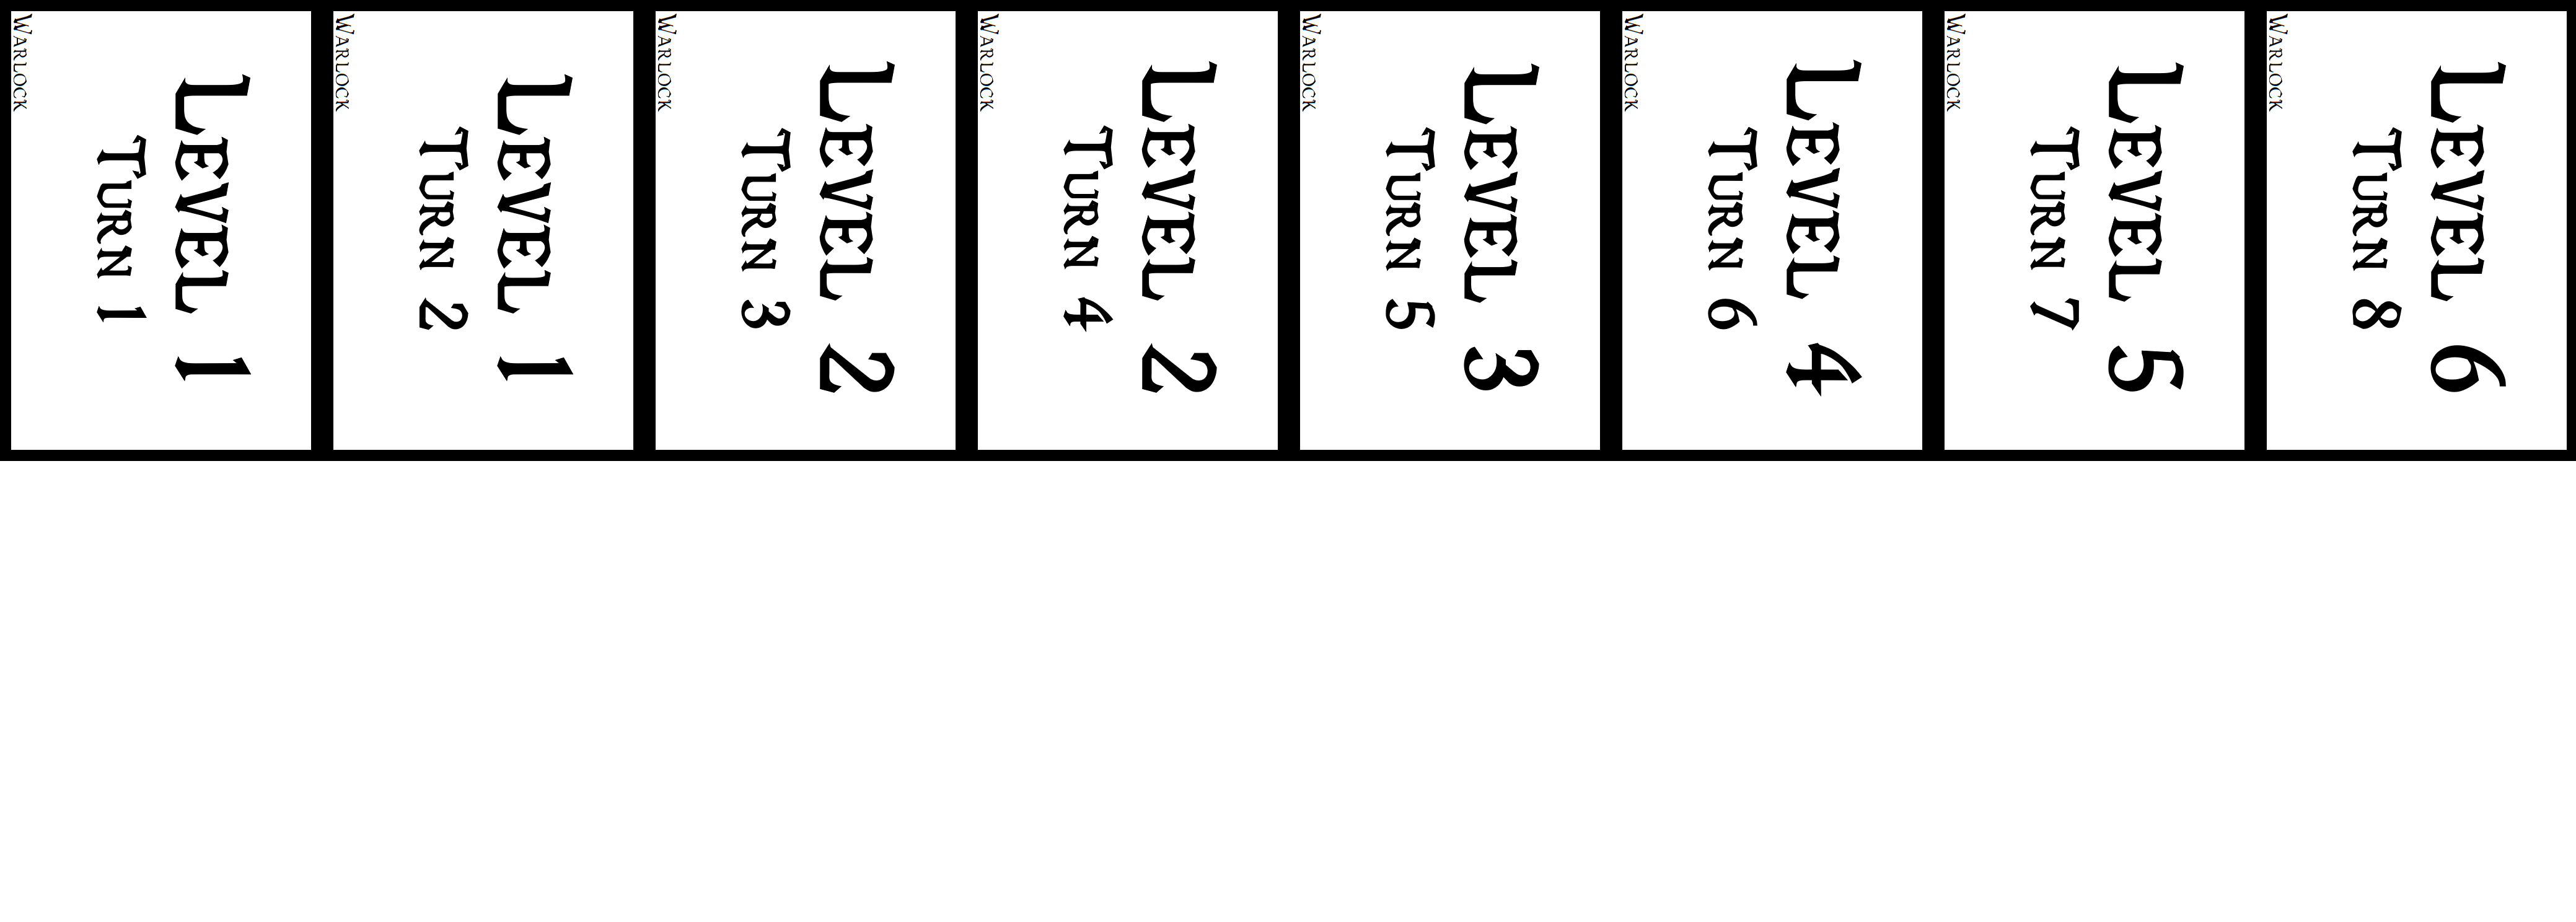 Warlock
Level 1
Turn 1
Warlock
Level 1
Turn 2
Warlock
Level 2
Turn 3
Warlock
Level 2
Turn 4
Warlock
Level 3
Turn 5
Warlock
Level 4
Turn 6
Warlock
Level 5
Turn 7
Warlock
Level 6
Turn 8